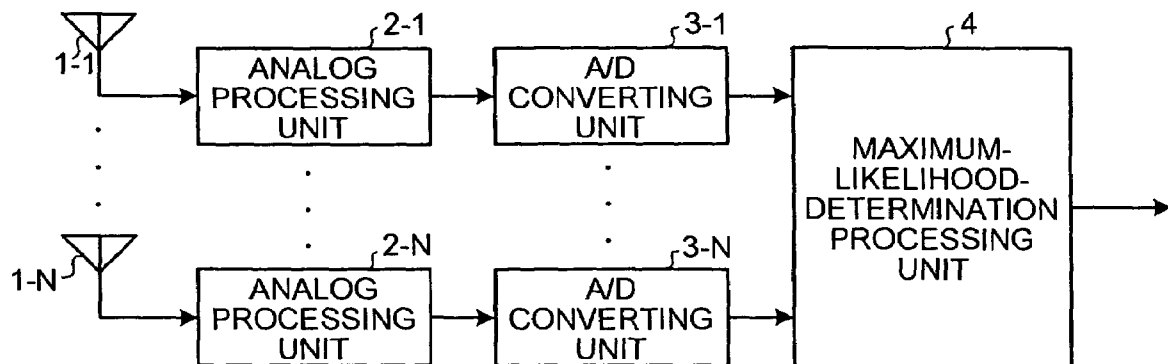 2-1
3-1
4
1-1
ANALOG
PROCESSING
UNIT
A/D
CONVERTING
UNIT
MAXIMUM-
LIKELIHOOD-
DETERMINATION
PROCESSING
UNIT
2-N
3-N
1-N
ANALOG
PROCESSING
UNIT
A/D
CONVERTING
UNIT